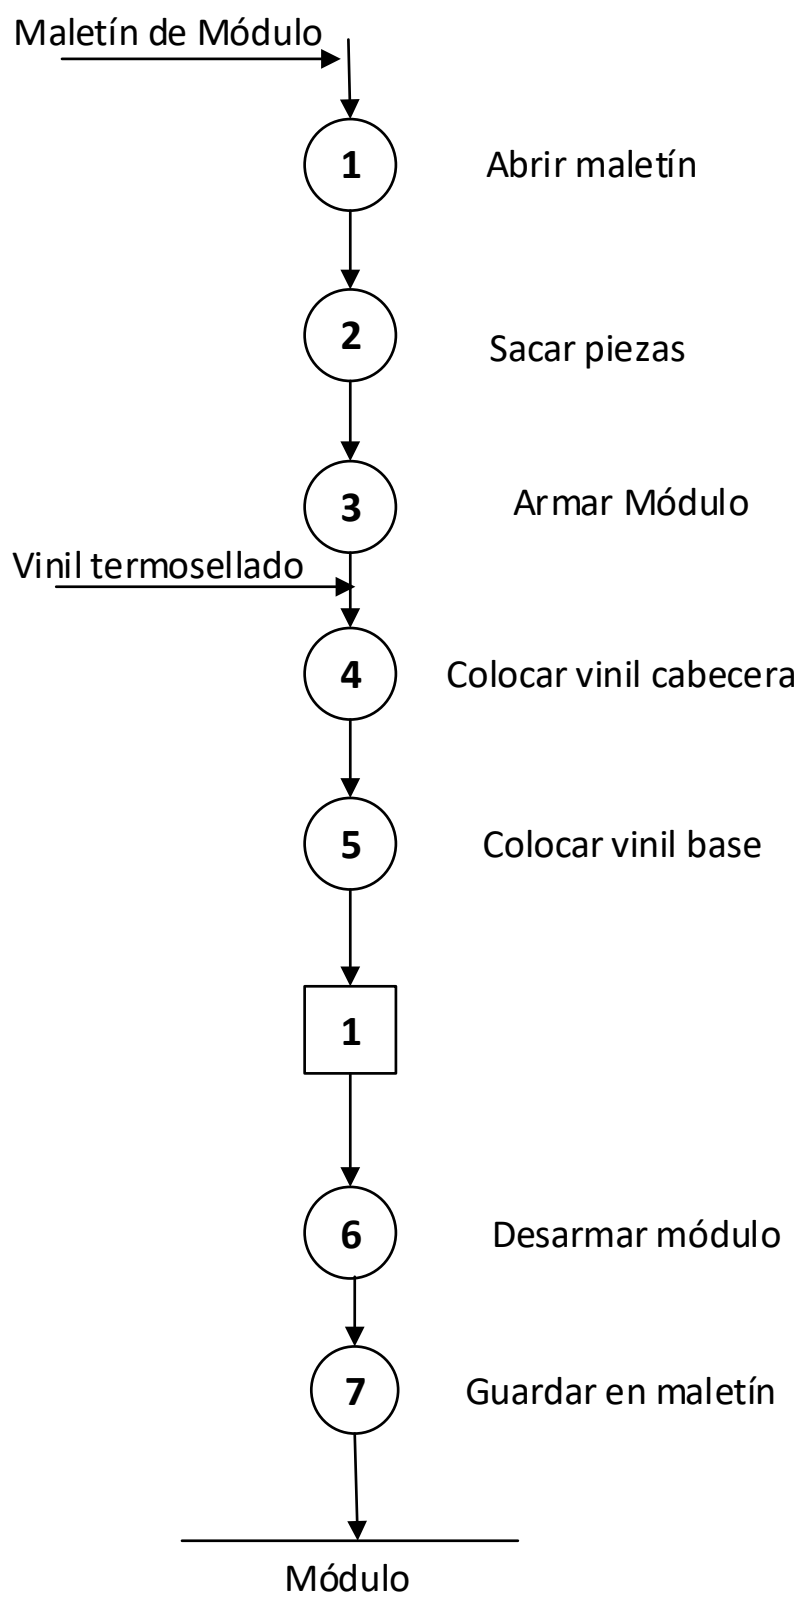 Maletín de Módulo
1
Abrir maletín
2
Sacar piezas
3
Armar Módulo
Vinil termosellado
4
Colocar vinil cabecera
5
Colocar vinil base
1
6
Desarmar módulo
7
Guardar en maletín
Módulo